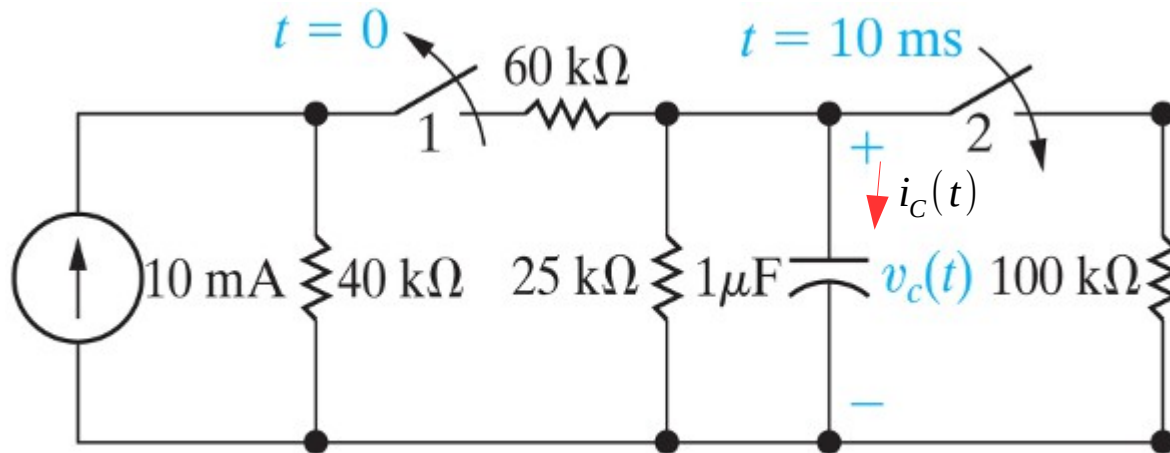 t = 0
t = 10 ms
60 kΩ
1
2
+
i_C(t)
10 mA
40 kΩ
25 kΩ
1μF
v_c(t)
100 kΩ
−